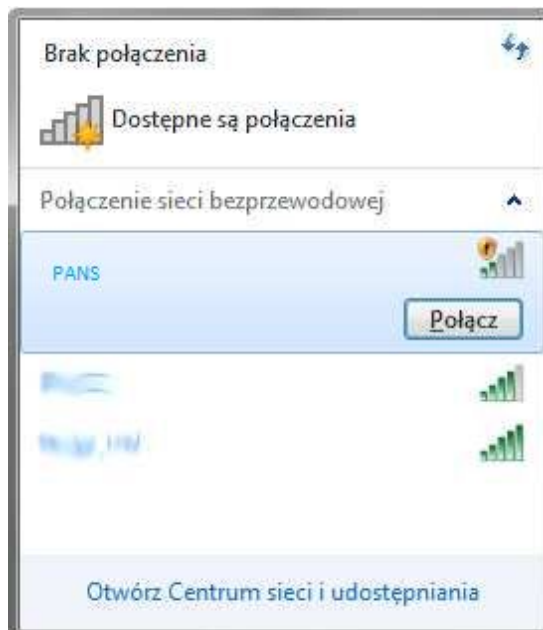 Brak połączenia
Dostępne są połączenia
Połączenie sieci bezprzewodowej
PANS
Połącz
Otwórz Centrum sieci i udostępniania